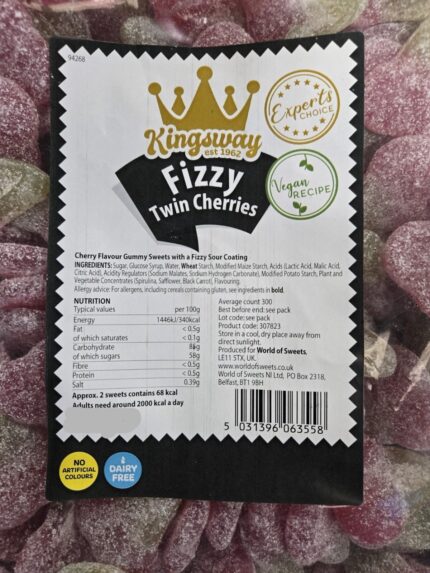 94268
Kingsway
est 1962
Experts
CHOICE
Fizzy
Twin Cherries
Vegan
RECIPE
Cherry Flavour Gummy Sweets with a Fizzy Sour Coating
INGREDIENTS: Sugar, Glucose Syrup, Water, Wheat Starch, Modified Maize Starch, Acids (Lactic Acid, Malic Acid,
Citric Acid), Acidity Regulators (Sodium Malates, Sodium Hydrogen Carbonate), Modified Potato Starch, Plant and
Vegetable Concentrates (Spirulina, Safflower, Black Carrot), Flavouring.
Allergy advice: For allergens, including cereals containing gluten, see ingredients in bold.
NUTRITION
Typical values per 100g
Energy 1446kJ/340kcal
Fat < 0.5g
of which saturates < 0.1g
Carbohydrate 84g
of which sugars 58g
Fibre < 0.5g
Protein < 0.5g
Salt 0.39g
Approx. 2 sweets contains 68 kcal
Adults need around 2000 kcal a day
Average count 300
Best before end: see pack
Lot code: see pack
Product code: 307823
Store in a cool, dry place away from
direct sunlight.
Produced for World of Sweets,
LE11 5TX, UK.
www.worldofsweets.co.uk
World of Sweets NI Ltd, PO Box 2318,
Belfast, BT1 9BH
5 031396 063558
NO
ARTIFICIAL
COLOURS
DAIRY
FREE